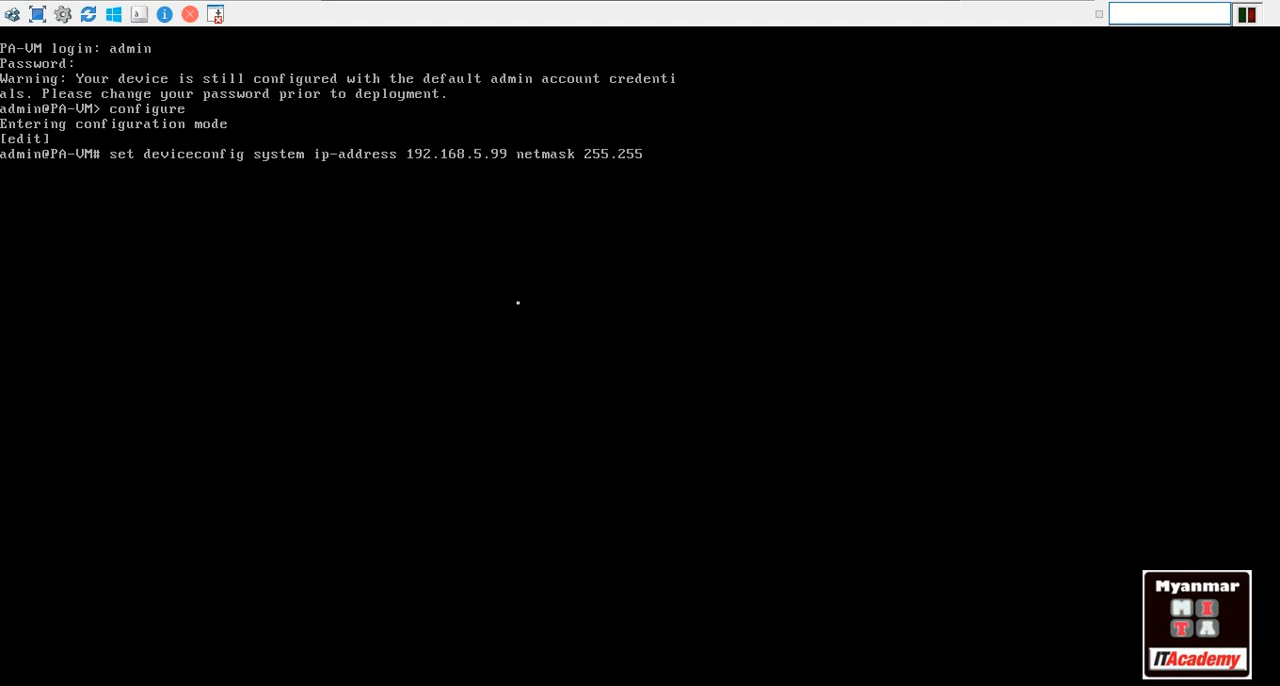 PA-VM login: admin
Password:
Warning: Your device is still configured with the default admin account credenti
als. Please change your password prior to deployment.
admin@PA-VM> configure
Entering configuration mode
[edit]
admin@PA-VM# set deviceconfig system ip-address 192.168.5.99 netmask 255.255
Myanmar
M I
T A
ITAcademy